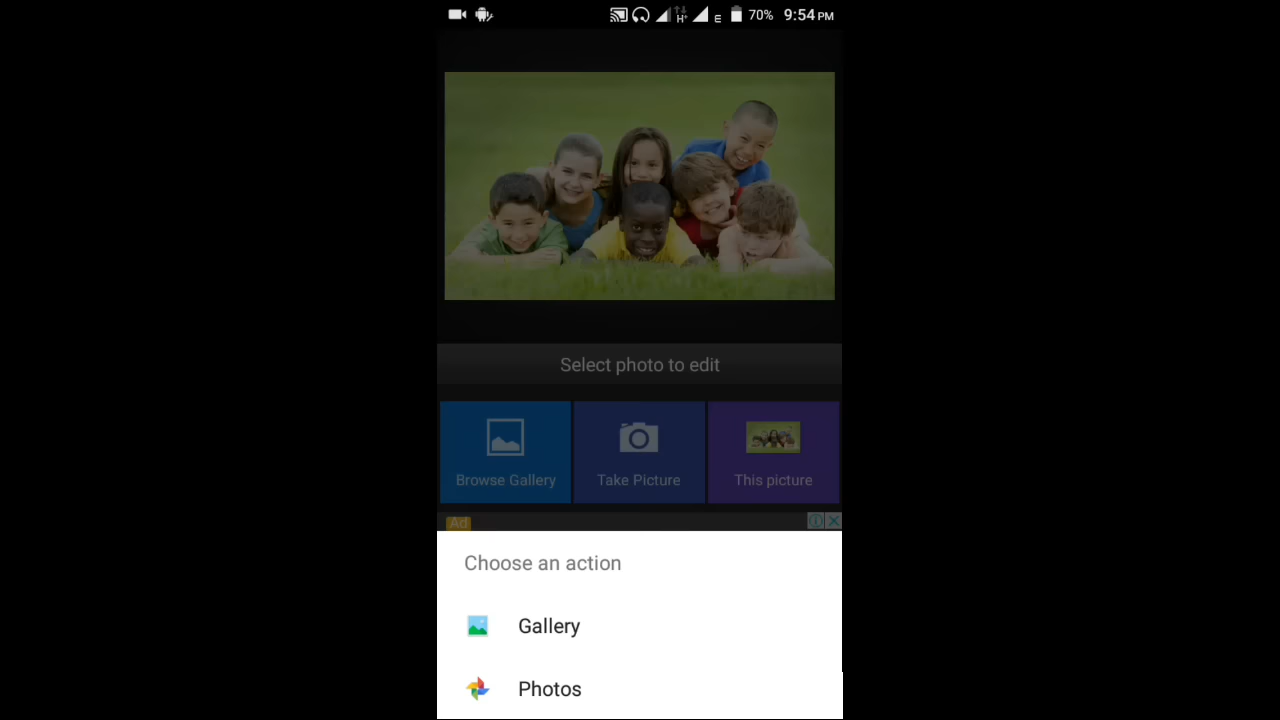 70% 9:54 PM
Select photo to edit
Browse Gallery Take Picture This picture
Ad
Choose an action
Gallery
Photos